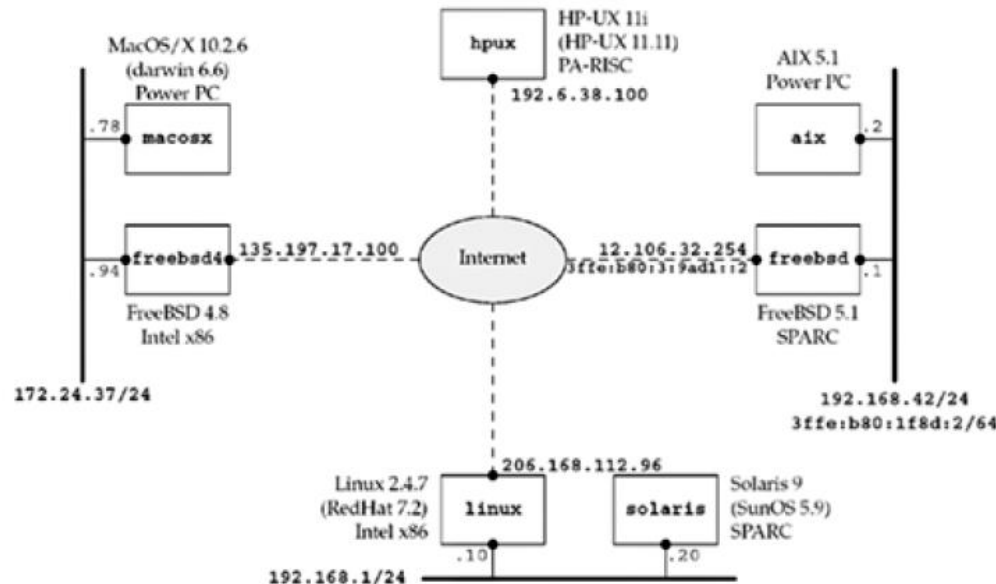 HP-UX 11i
(HP-UX 11.11)
PA-RISC
hpux
192.6.38.100
MacOS/X 10.2.6
(darwin 6.6)
Power PC
.78
macosx
AIX 5.1
Power PC
aix
.2
.94
freebsd4
135.197.17.100
FreeBSD 4.8
Intel x86
Internet
12.106.32.254
3ffe:b80:3:9ad1::2
freebsd
.1
FreeBSD 5.1
SPARC
172.24.37/24
192.168.42/24
3ffe:b80:1f8d:2/64
206.168.112.96
Linux 2.4.7
(RedHat 7.2)
Intel x86
linux
.10
solaris
.20
Solaris 9
(SunOS 5.9)
SPARC
192.168.1/24